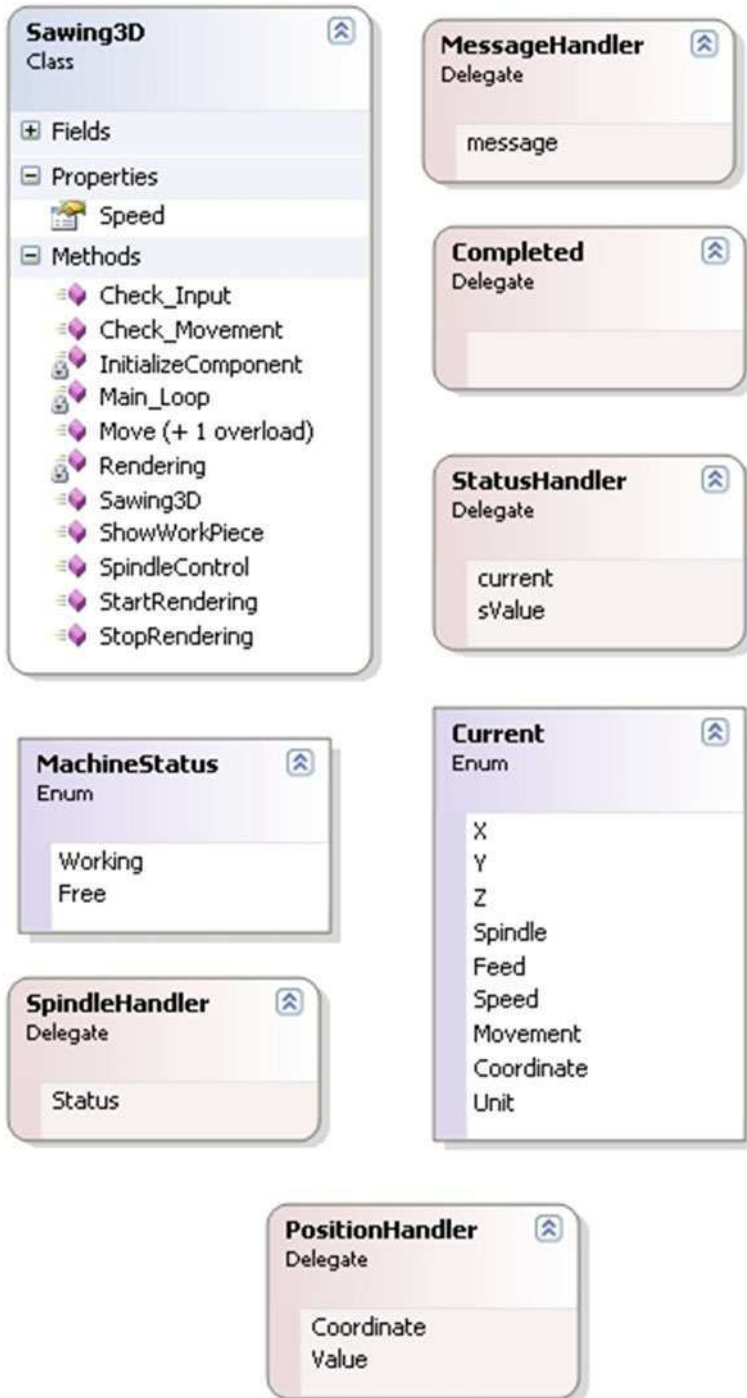 Sawing3D
Class
Fields
Properties
Speed
Methods
Check_Input
Check_Movement
InitializeComponent
Main_Loop
Move (+ 1 overload)
Rendering
Sawing3D
ShowWorkPiece
SpindleControl
StartRendering
StopRendering
MessageHandler
Delegate
message
Completed
Delegate
StatusHandler
Delegate
current
sValue
MachineStatus
Enum
Working
Free
Current
Enum
X
Y
Z
Spindle
Feed
Speed
Movement
Coordinate
Unit
SpindleHandler
Delegate
Status
PositionHandler
Delegate
Coordinate
Value